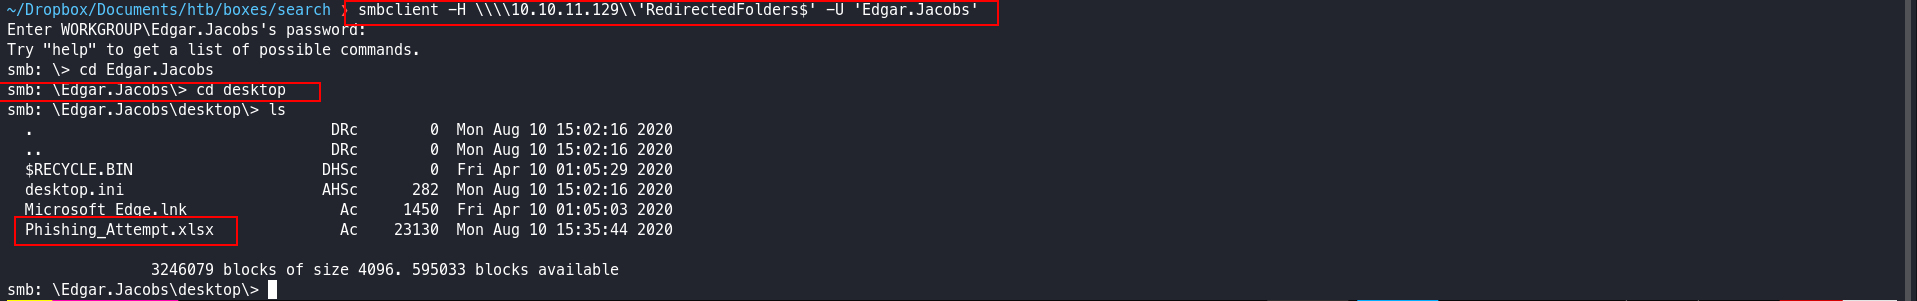 ~/Dropbox/Documents/htb/boxes/search ❯ smbclient -H \\\\10.10.11.129\\'RedirectedFolders$' -U 'Edgar.Jacobs'
Enter WORKGROUP\Edgar.Jacobs's password:
Try "help" to get a list of possible commands.
smb: \> cd Edgar.Jacobs
smb: \Edgar.Jacobs\> cd desktop
smb: \Edgar.Jacobs\desktop\> ls
  .                                 DRc        0  Mon Aug 10 15:02:16 2020
  ..                                DRc        0  Mon Aug 10 15:02:16 2020
  $RECYCLE.BIN                     DHSc        0  Fri Apr 10 01:05:29 2020
  desktop.ini                      AHSc      282  Mon Aug 10 15:02:16 2020
  Microsoft Edge.lnk                 Ac     1450  Fri Apr 10 01:05:03 2020
  Phishing_Attempt.xlsx              Ac    23130  Mon Aug 10 15:35:44 2020
                3246079 blocks of size 4096. 595033 blocks available
smb: \Edgar.Jacobs\desktop\>